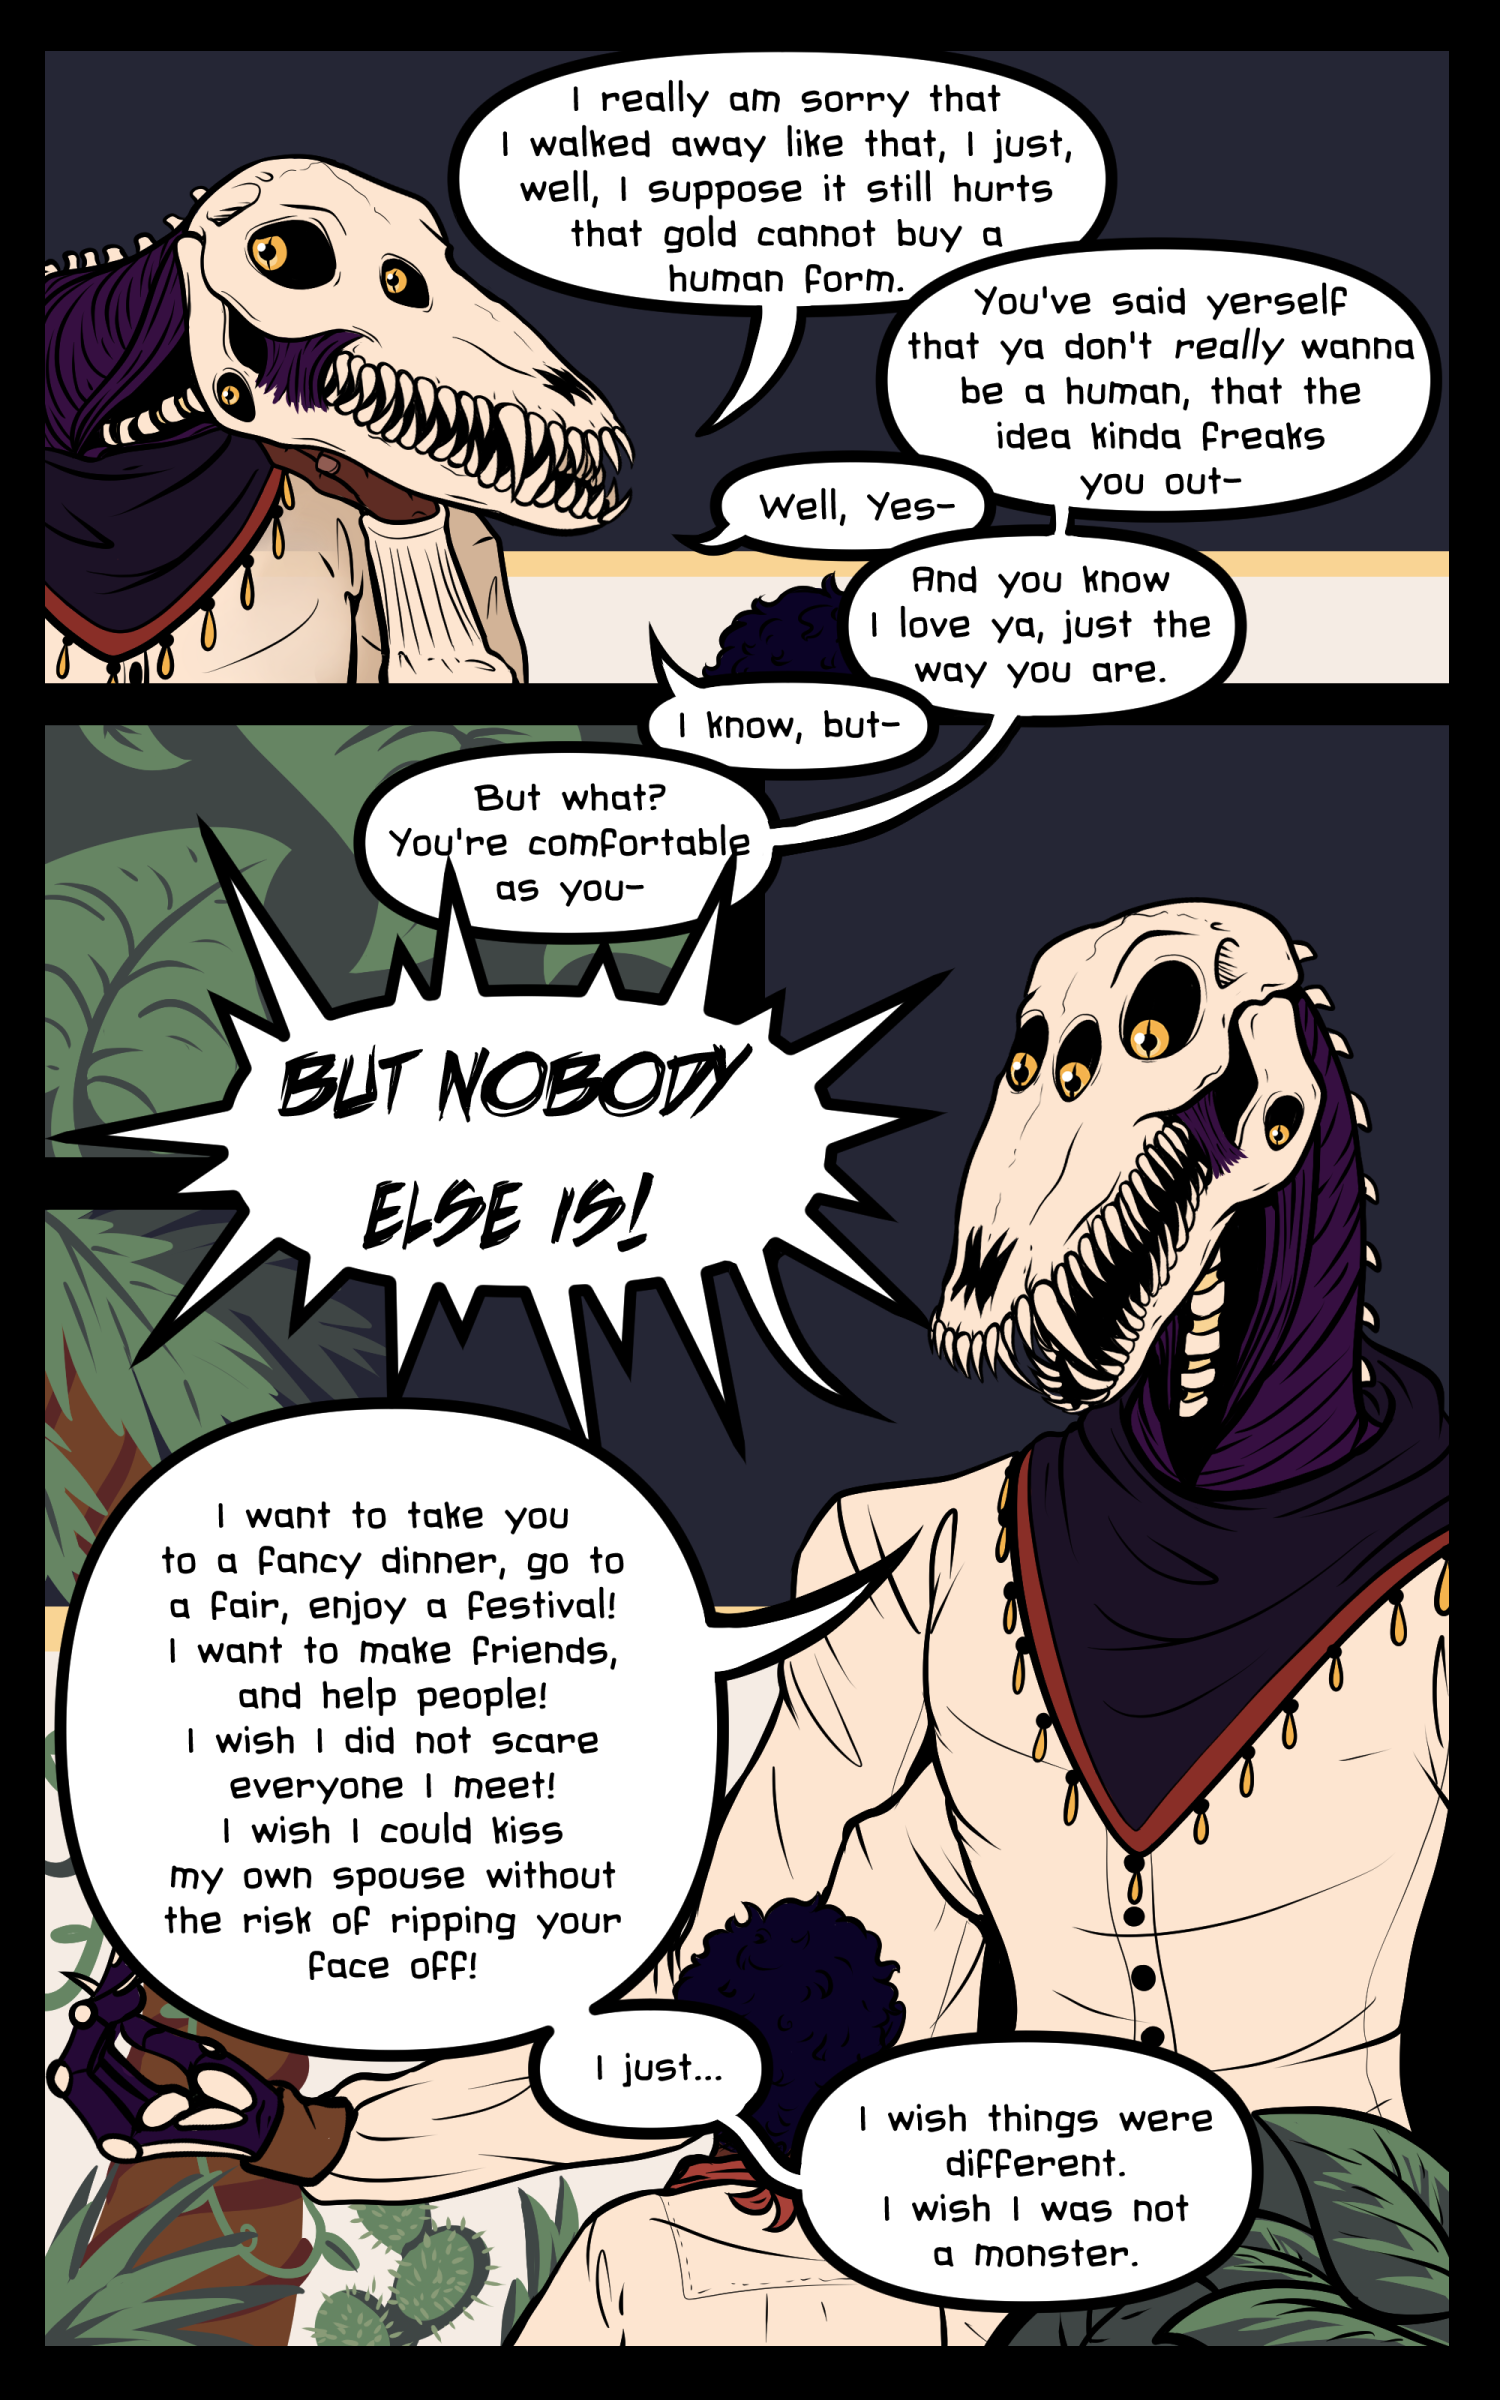 I really am sorry that
I walked away like that, I just,
well, I suppose it still hurts
that gold cannot buy a
human form.
You've said yerself
that ya don't really wanna
be a human, that the
idea kinda freaks
you out-
Well, Yes-
And you know
I love ya, just the
way you are.
I know, but-
But what?
You're comfortable
as you-
BUT NOBODY
ELSE IS!
I want to take you
to a fancy dinner, go to
a fair, enjoy a festival!
I want to make friends,
and help people!
I wish I did not scare
everyone I meet!
I wish I could kiss
my own spouse without
the risk of ripping your
face off!
I just...
I wish things were
different.
I wish I was not
a monster.